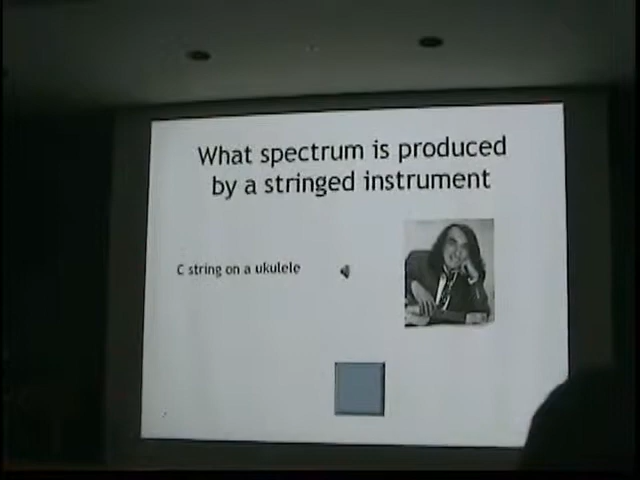 What spectrum is produced
by a stringed instrument
C string on a ukulele